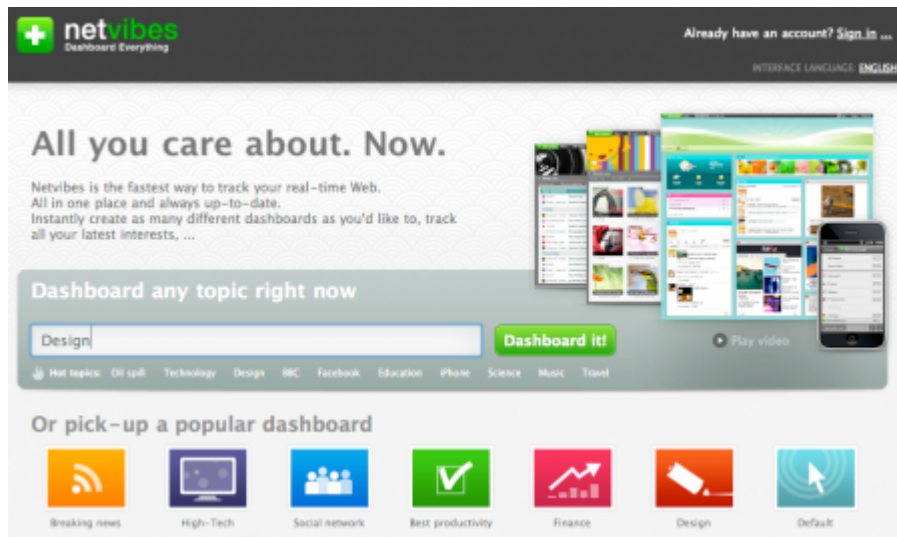 netvibes
Dashboard Everything
Already have an account? Sign in ...
INTERFACE LANGUAGE ENGLISH
All you care about. Now.
Netvibes is the fastest way to track your real-time Web.
All in one place and always up-to-date.
Instantly create as many different dashboards as you'd like to, track
all your latest interests, ...
Dashboard any topic right now
Design
Dashboard it!
Play video
Hot topics: Oil spill Technology Design BBC Facebook Education iPhone Science Music Travel
Or pick-up a popular dashboard
Breaking news High-Tech Social network Best productivity Finance Design Default